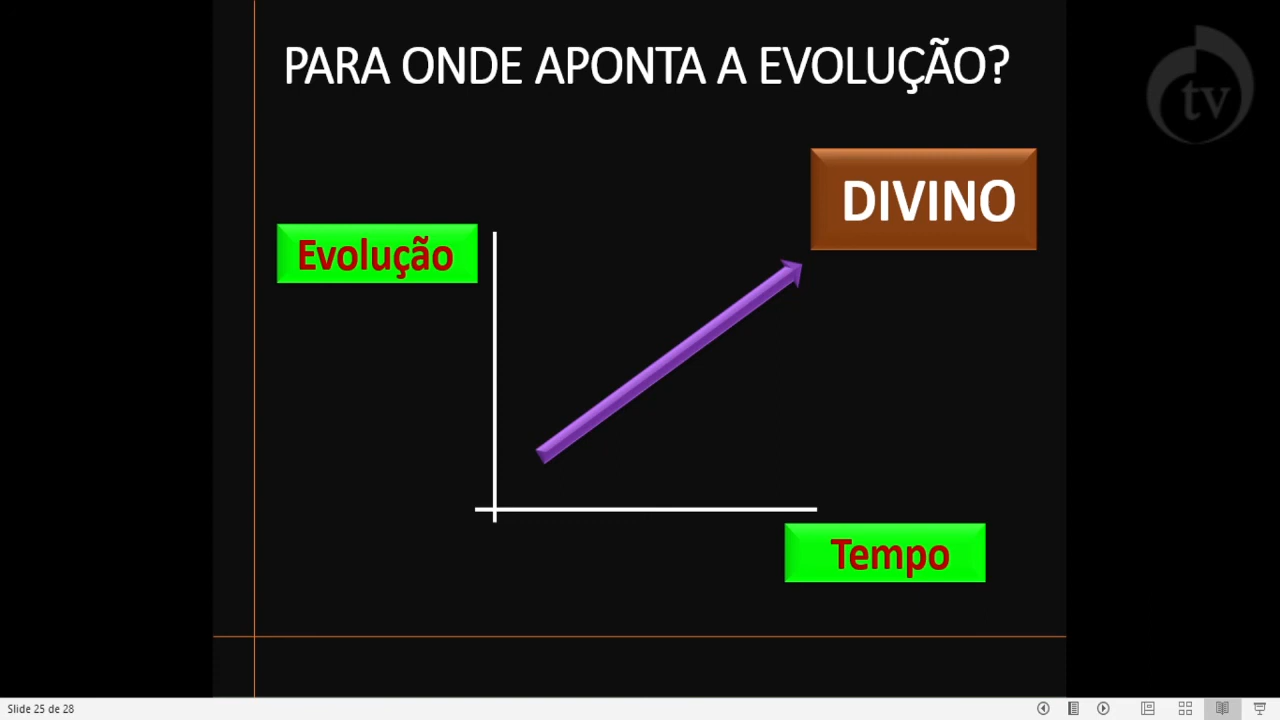 PARA ONDE APONTA A EVOLUÇÃO?
tv
DIVINO
Evolução
Tempo
Slide 25 de 28